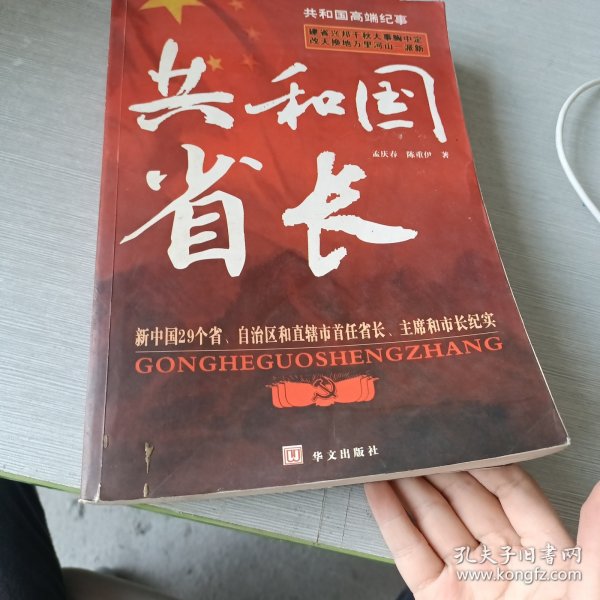 共和国高端纪事
建省兴邦千秋大事胸中定
改天换地万里河山一派新
共和国
孟庆春 陈重伊 著
省长
新中国29个省、自治区和直辖市首任省长、主席和市长纪实
GONGHEGUOSHENGZHANG
华文出版社
孔夫子旧书网
www.kongfz.com